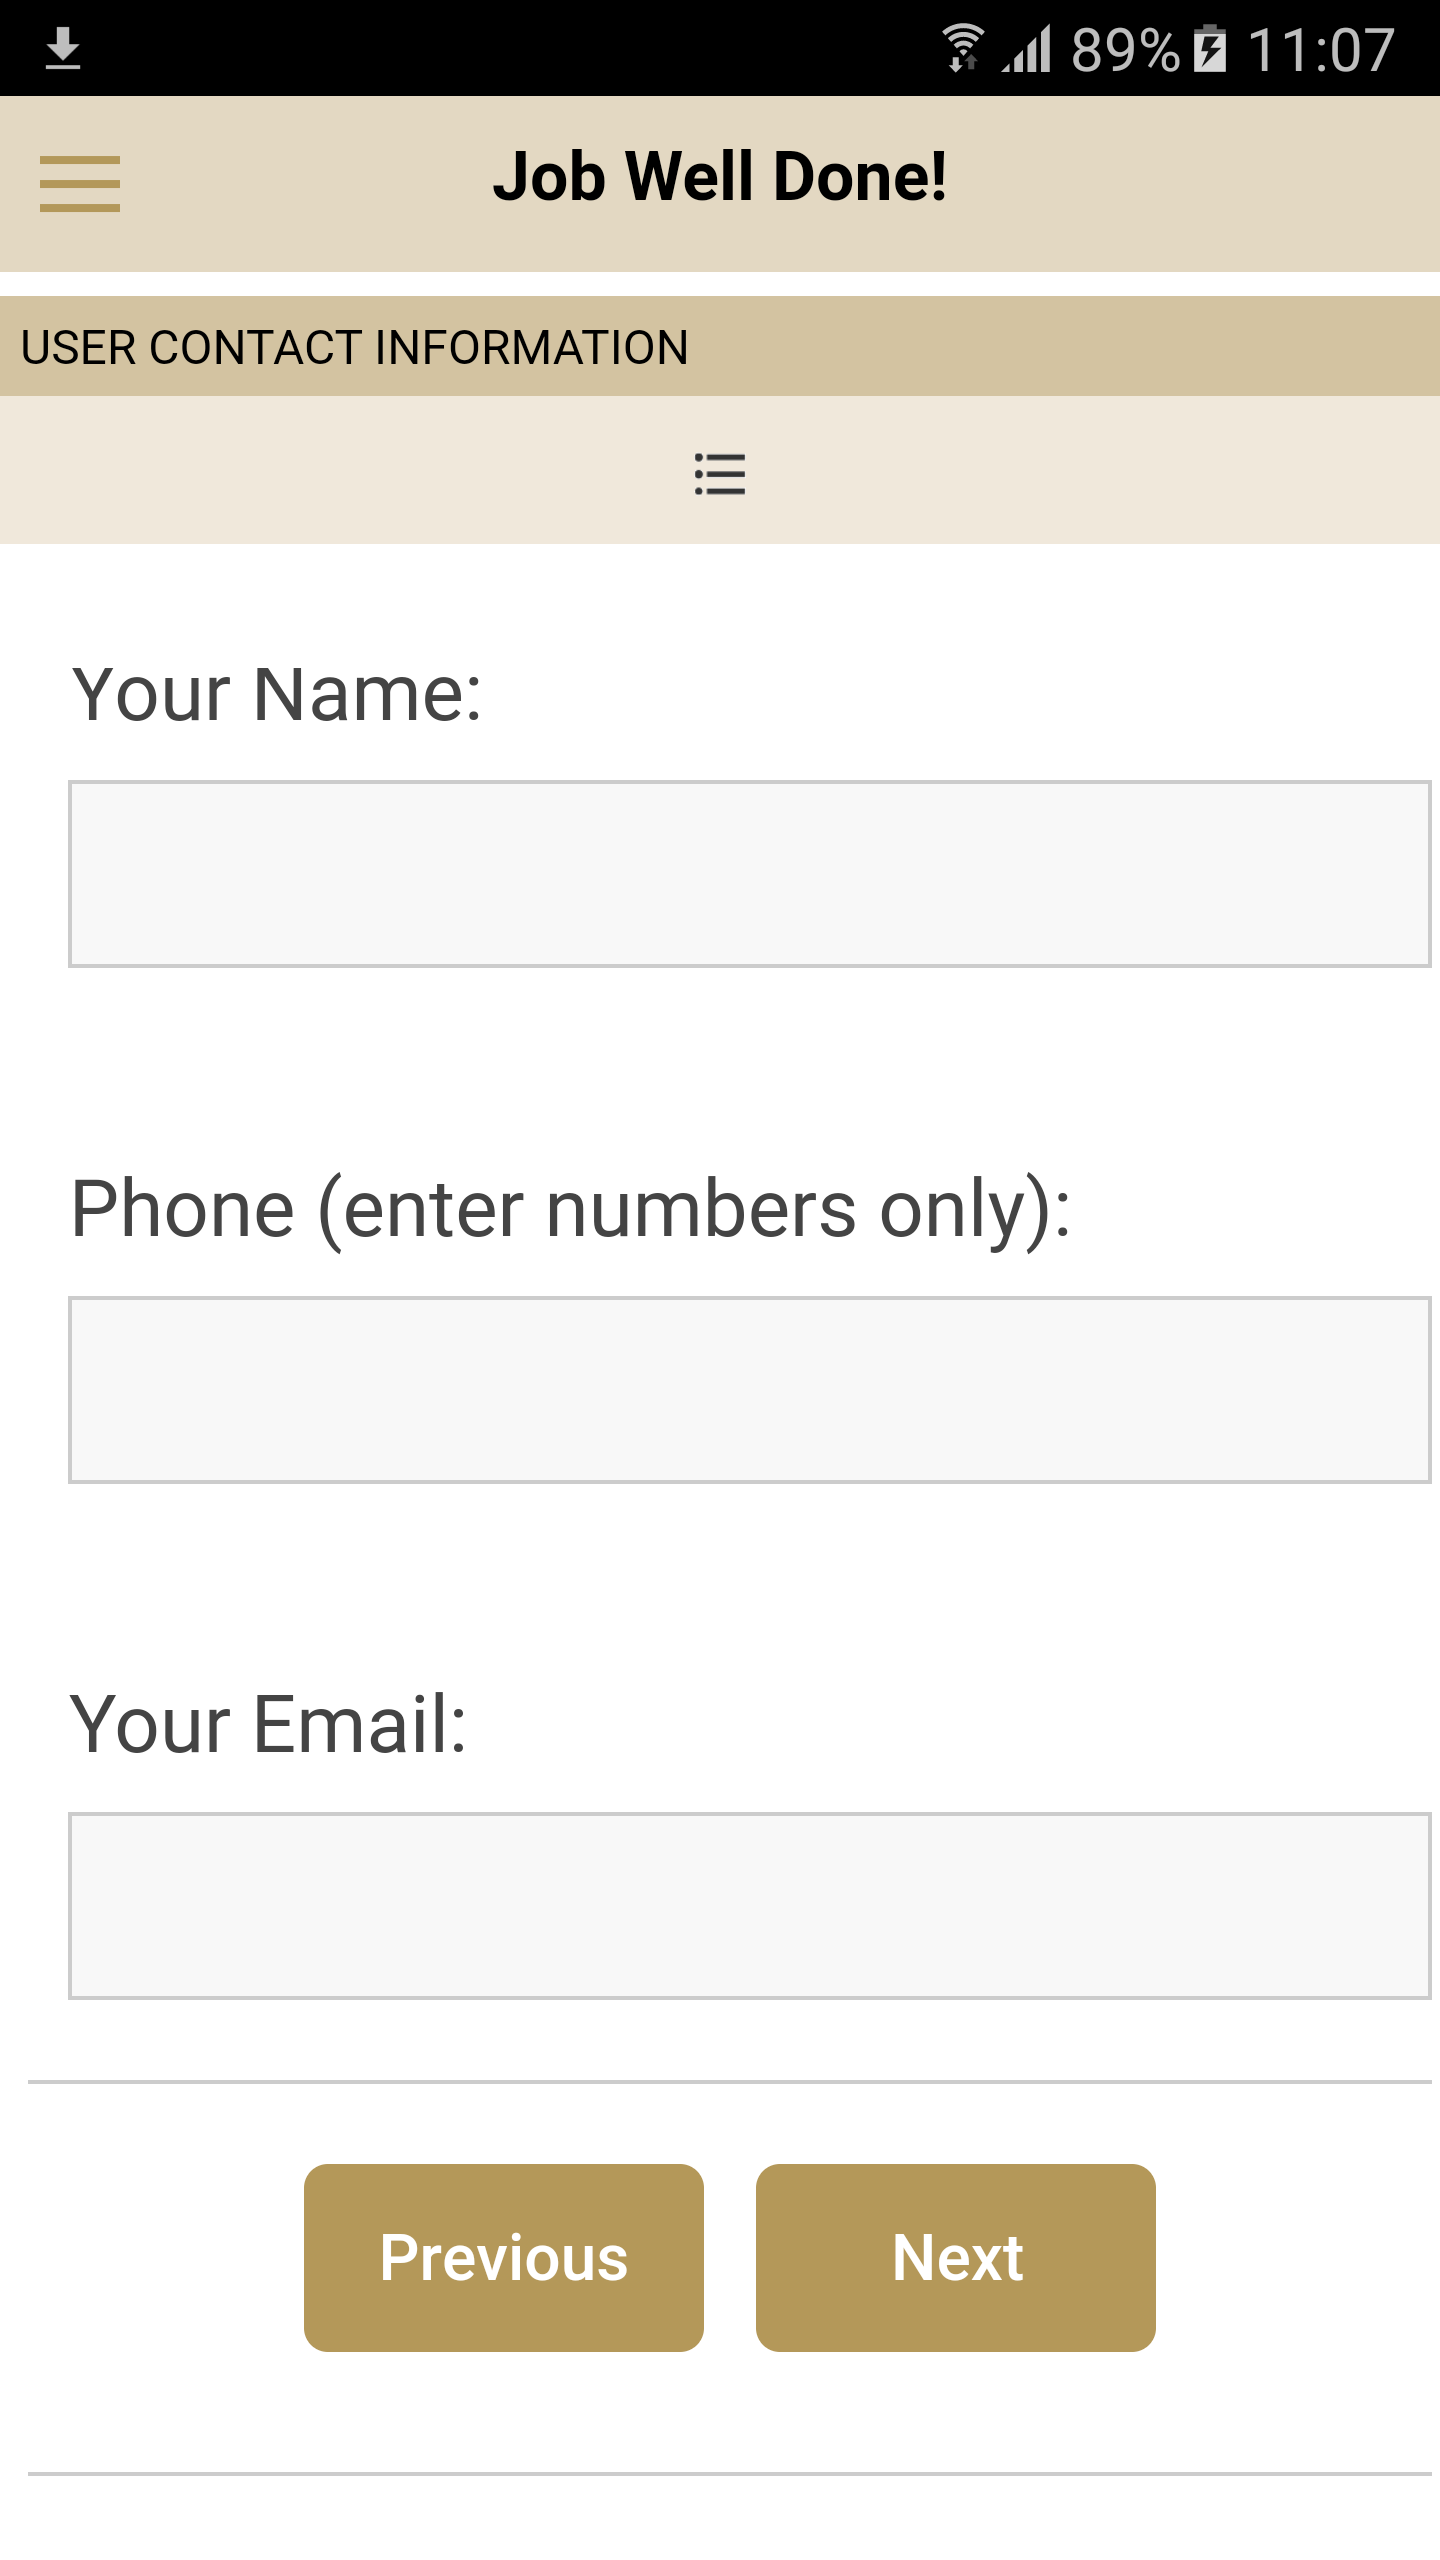 89% 11:07
Job Well Done!
USER CONTACT INFORMATION
Your Name:
Phone (enter numbers only):
Your Email:
Previous Next